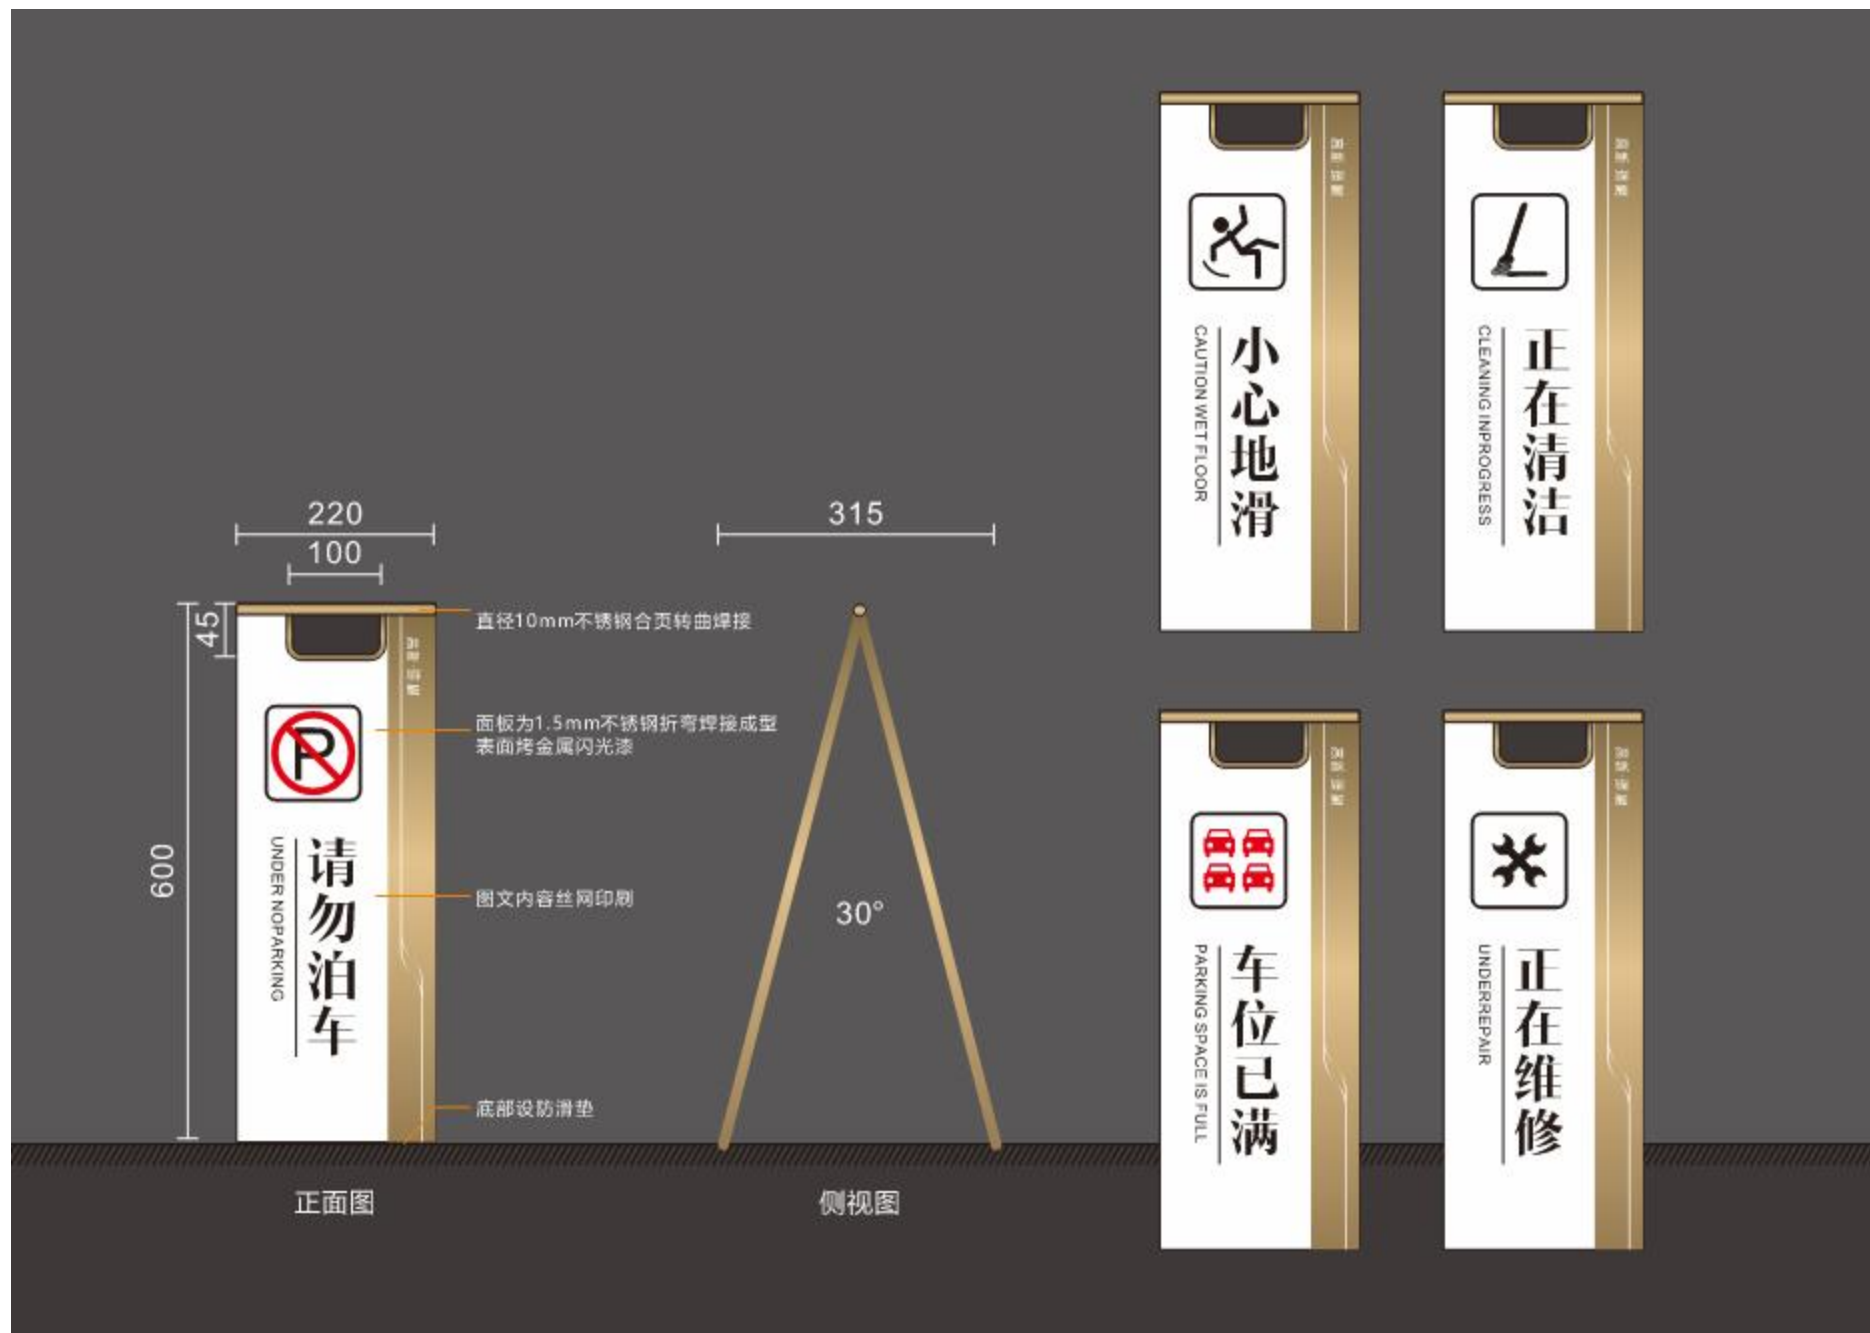 220
100
45
600
直径10mm不锈钢合页转曲焊接
面板为1.5mm不锈钢折弯焊接成型
表面烤金属闪光漆
图文内容丝网印刷
底部设防滑垫
请勿泊车
UNDER NOPARKING
正面图
315
30°
侧视图
小心地滑
CAUTION WET FLOOR
正在清洁
CLEANING INPROGRESS
车位已满
PARKING SPACE IS FULL
正在维修
UNDERREPAIR